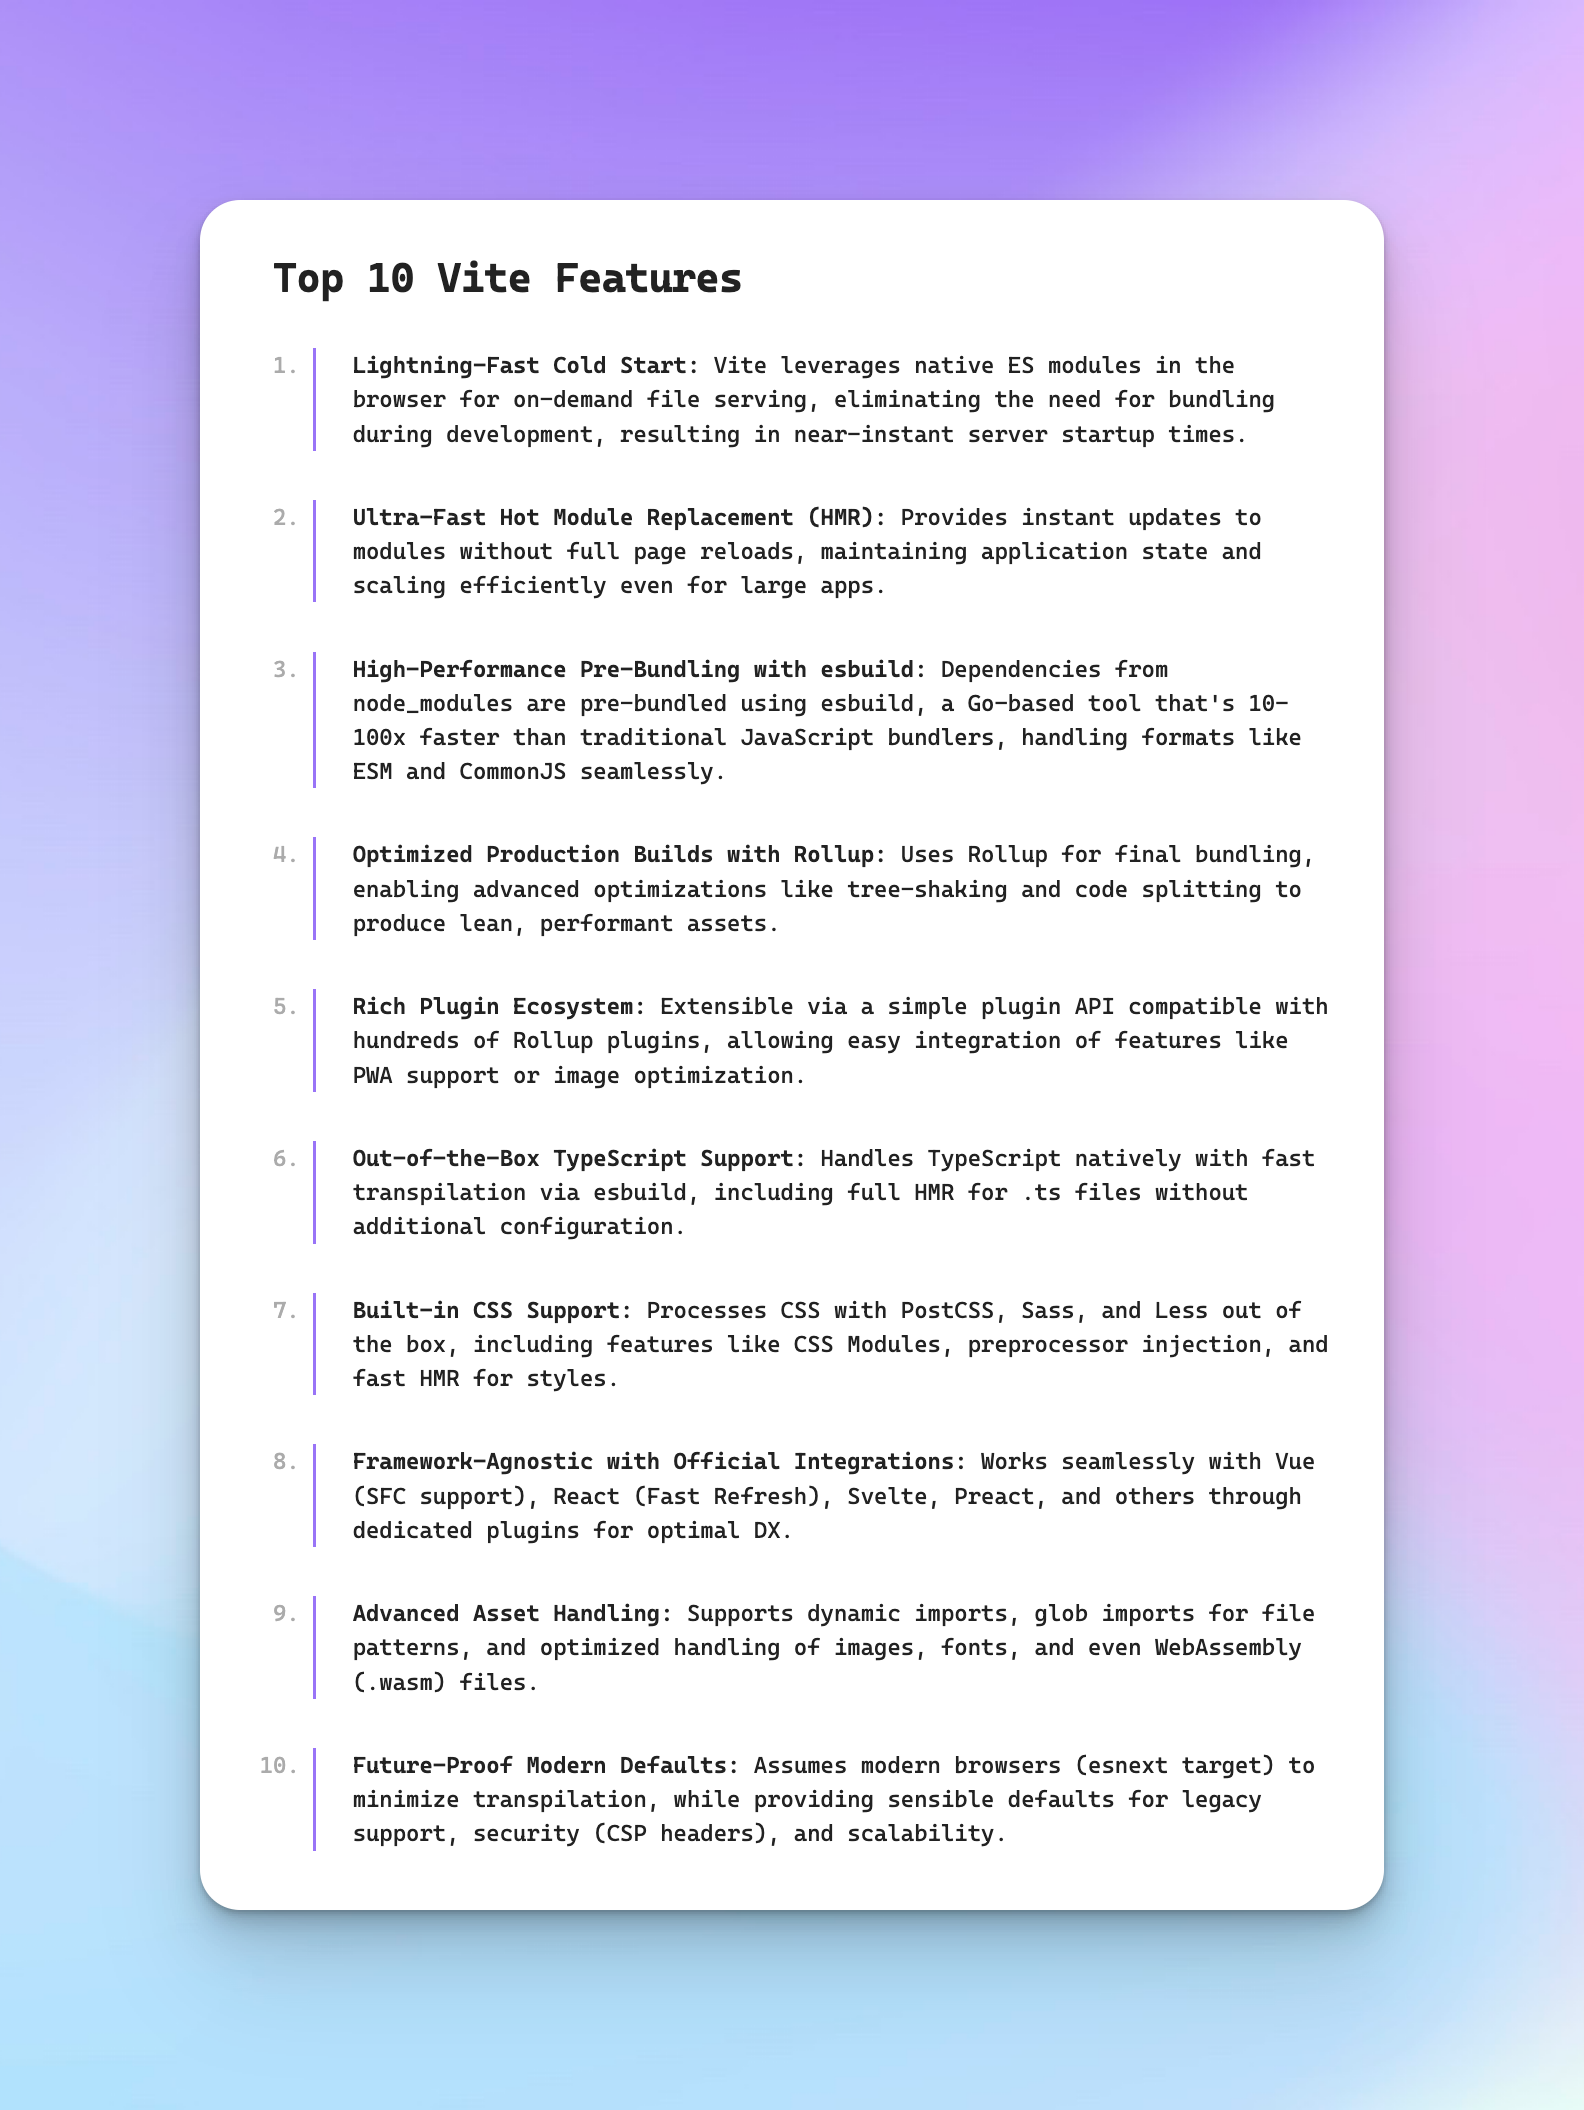 Top 10 Vite Features
1. Lightning-Fast Cold Start: Vite leverages native ES modules in the
browser for on-demand file serving, eliminating the need for bundling
during development, resulting in near-instant server startup times.
2. Ultra-Fast Hot Module Replacement (HMR): Provides instant updates to
modules without full page reloads, maintaining application state and
scaling efficiently even for large apps.
3. High-Performance Pre-Bundling with esbuild: Dependencies from
node_modules are pre-bundled using esbuild, a Go-based tool that's 10-
100x faster than traditional JavaScript bundlers, handling formats like
ESM and CommonJS seamlessly.
4. Optimized Production Builds with Rollup: Uses Rollup for final bundling,
enabling advanced optimizations like tree-shaking and code splitting to
produce lean, performant assets.
5. Rich Plugin Ecosystem: Extensible via a simple plugin API compatible with
hundreds of Rollup plugins, allowing easy integration of features like
PWA support or image optimization.
6. Out-of-the-Box TypeScript Support: Handles TypeScript natively with fast
transpilation via esbuild, including full HMR for .ts files without
additional configuration.
7. Built-in CSS Support: Processes CSS with PostCSS, Sass, and Less out of
the box, including features like CSS Modules, preprocessor injection, and
fast HMR for styles.
8. Framework-Agnostic with Official Integrations: Works seamlessly with Vue
(SFC support), React (Fast Refresh), Svelte, Preact, and others through
dedicated plugins for optimal DX.
9. Advanced Asset Handling: Supports dynamic imports, glob imports for file
patterns, and optimized handling of images, fonts, and even WebAssembly
(.wasm) files.
10. Future-Proof Modern Defaults: Assumes modern browsers (esnext target) to
minimize transpilation, while providing sensible defaults for legacy
support, security (CSP headers), and scalability.